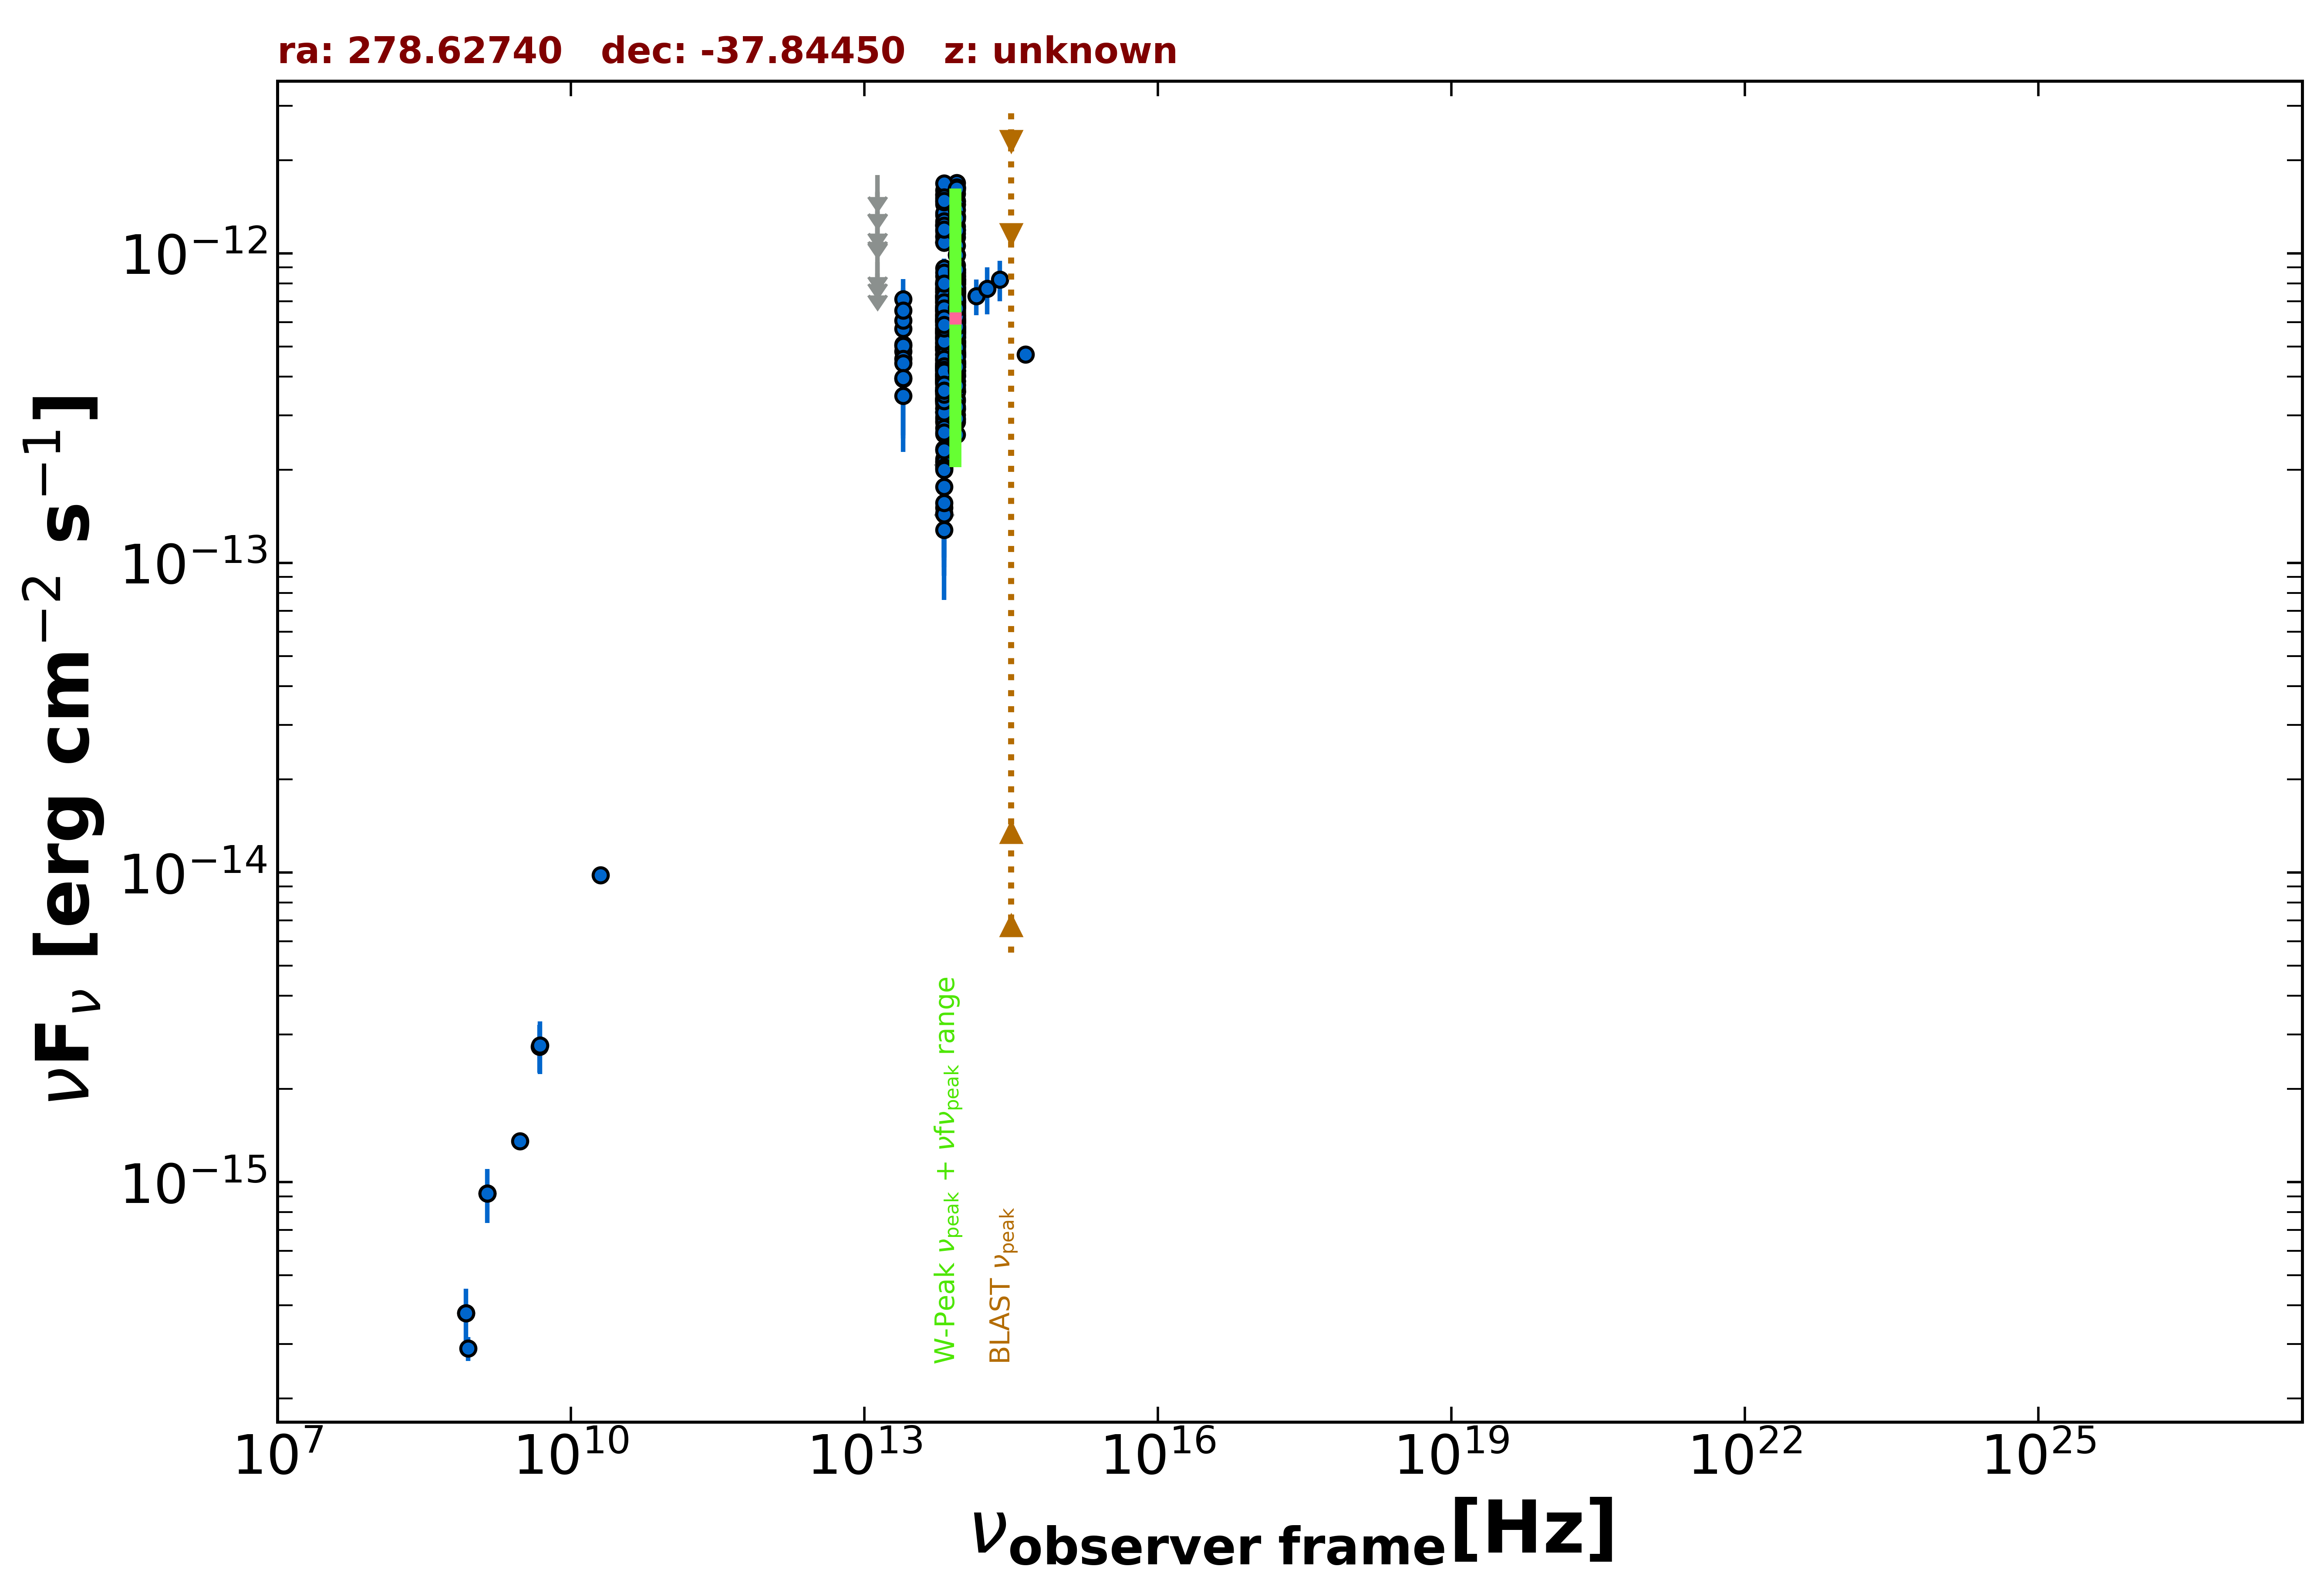 ra: 278.62740 dec: -37.84450 z: unknown
νFν [erg cm−2 s−1]
10−12
10−13
10−14
10−15
W-Peak νpeak + νfνpeak range
BLAST νpeak
107 1010 1013 1016 1019 1022 1025
νobserver frame[Hz]